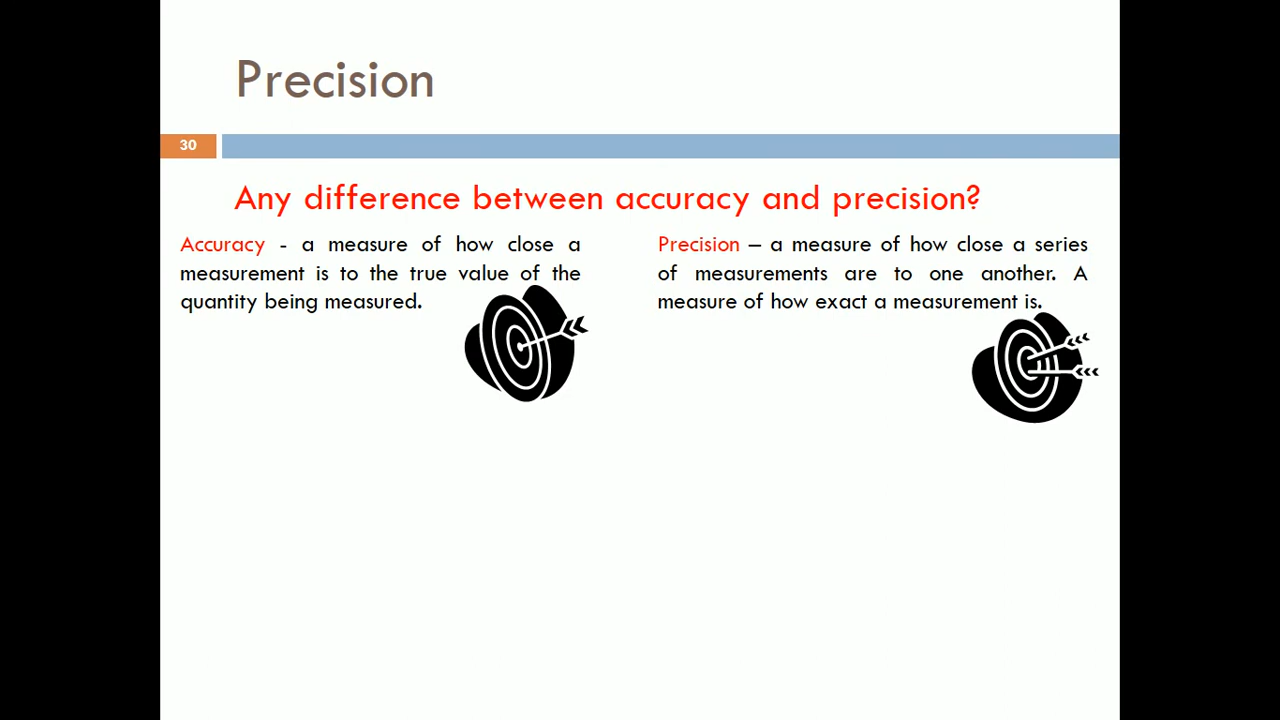 Precision
30
Any difference between accuracy and precision?
Accuracy - a measure of how close a
measurement is to the true value of the
quantity being measured.
Precision – a measure of how close a series
of measurements are to one another. A
measure of how exact a measurement is.